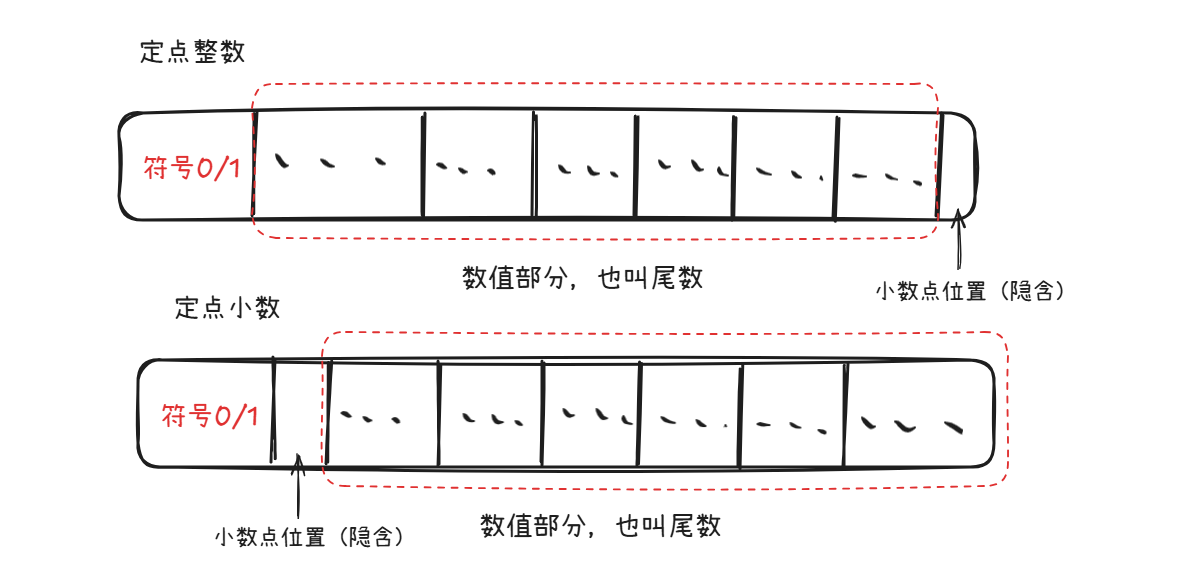 定点整数
符号0/1
数值部分，也叫尾数
小数点位置（隐含）
定点小数
符号0/1
小数点位置（隐含）
数值部分，也叫尾数